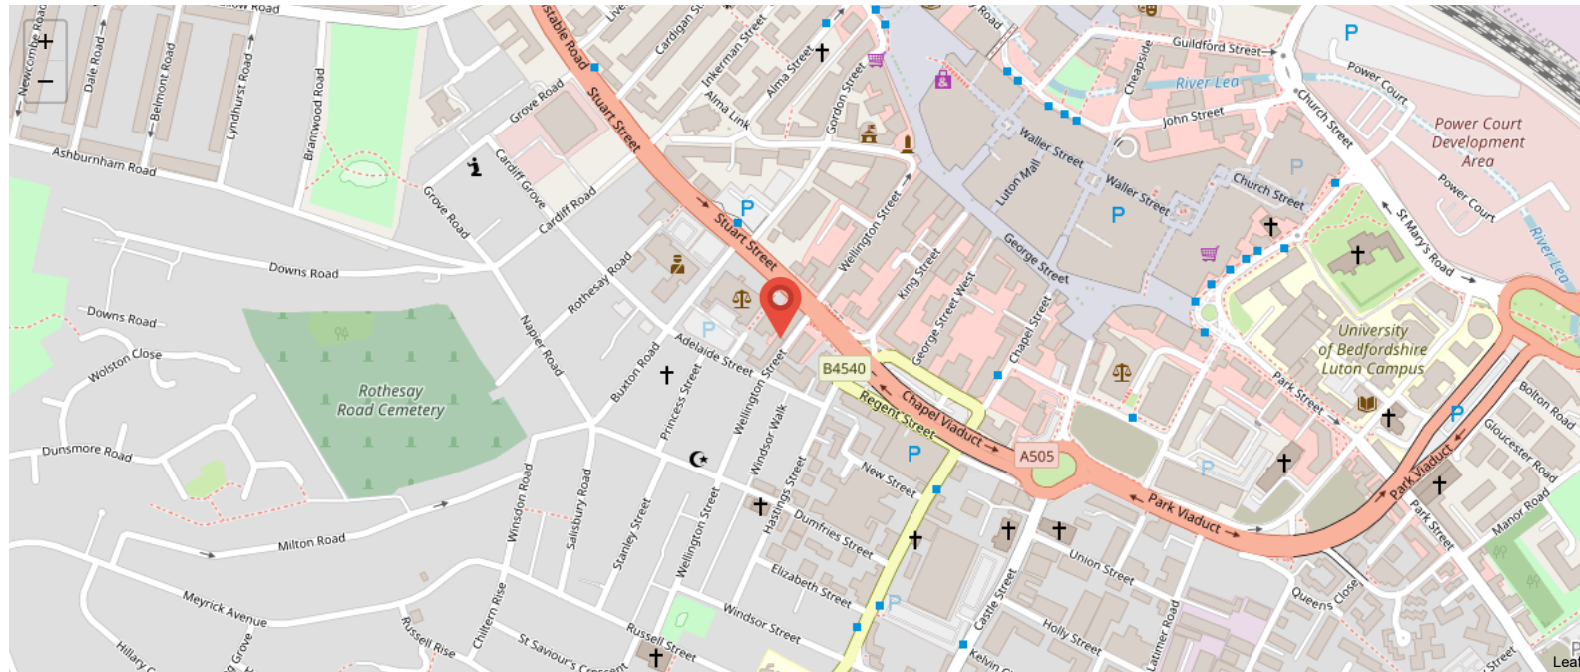 Newcombe Road
Dale Road
Belmont Road
Lyndhurst Road
Brantwood Road
Ashburnham Road
Grove Road
Stuart Street
Cardigan Street
Inkerman Street
Alma Street
Alma Link
Gordon Street
Guildford Street
Cheapside
River Lea
John Street
Church Street
Power Court
Power Court
Development
Area
Power Court
River Lea
Waller Street
Luton Mall
Waller Street
Church Street
St Mary's Road
Cardiff Grove
Cardiff Road
Grove Road
Stuart Street
Wellington Street
King Street
George Street
George Street West
Chapel Street
Downs Road
Downs Road
Rothesay Road
Napier Road
Wolston Close
Rothesay
Road Cemetery
Adelaide Street
Buxton Road
Princess Street
Wellington Street
Windsor Walk
B4540
Regent Street
Chapel Viaduct
A505
University
of Bedfordshire
Luton Campus
Park Street
Bolton Road
Gloucester Road
Manor Road
Park Viaduct
Park Viaduct
Park Street
Dunsmore Road
Milton Road
Winsdon Road
Salisbury Road
Stanley Street
Wellington Street
Hastings Street
New Street
Dumfries Street
Elizabeth Street
Windsor Street
Union Street
Castle Street
Holly Street
Latimer Road
Queens Close
Meyrick Avenue
Chiltern Rise
Russell Rise
St Saviour's Crescent
Russell Street
Hillary
Grove
Kelvin
P
P
P
P
P
P
P
P
P
+
−